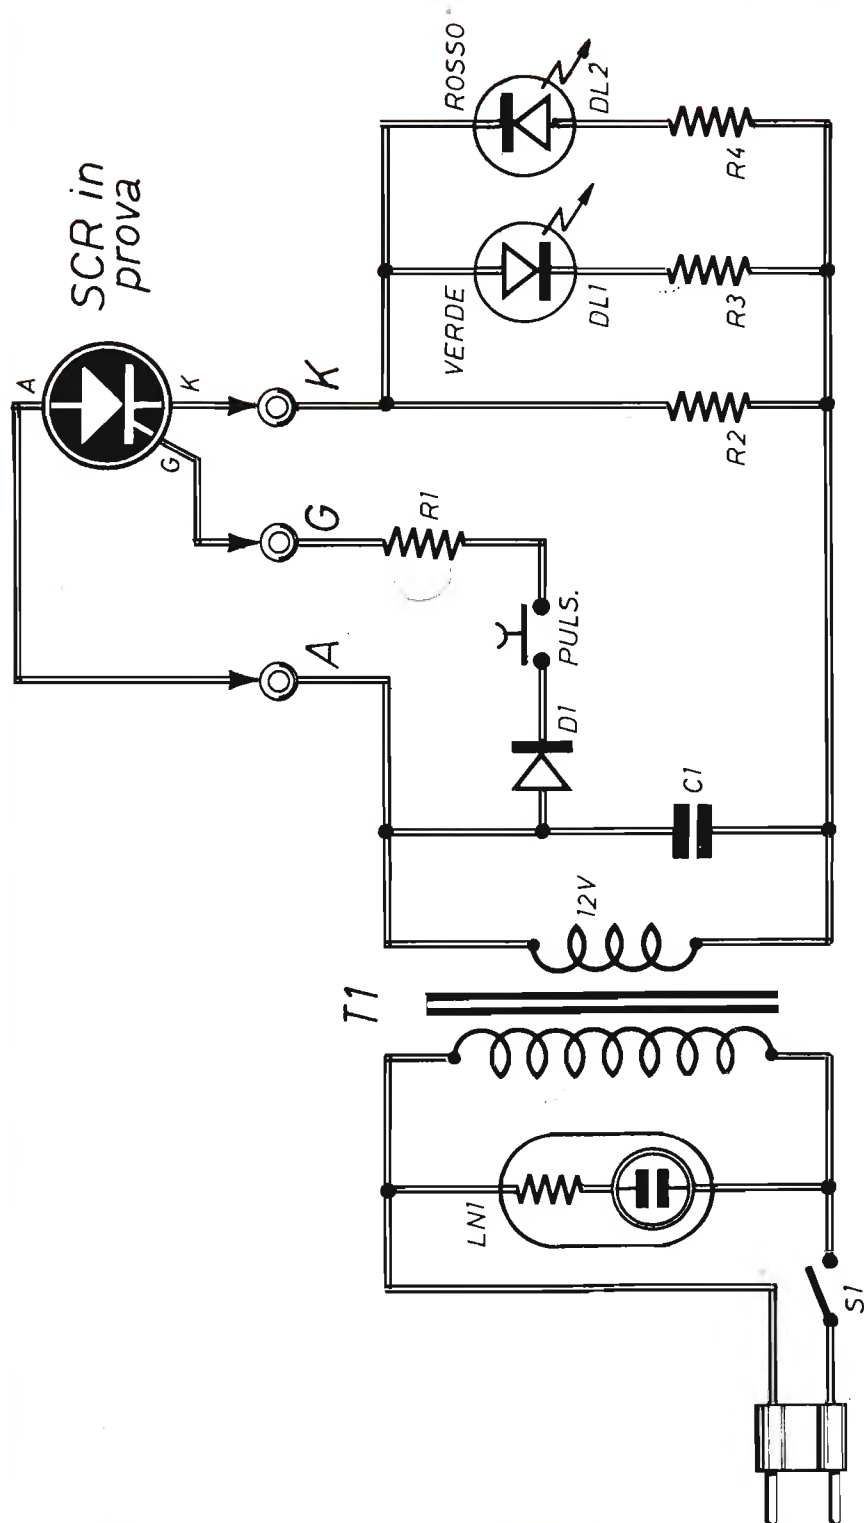 SCR in
prova
A
K
G
A
G
K
T1
LN1
S1
12V
C1
D1
PULS.
R1
R2
VERDE
DL1
R3
ROSSO
DL2
R4